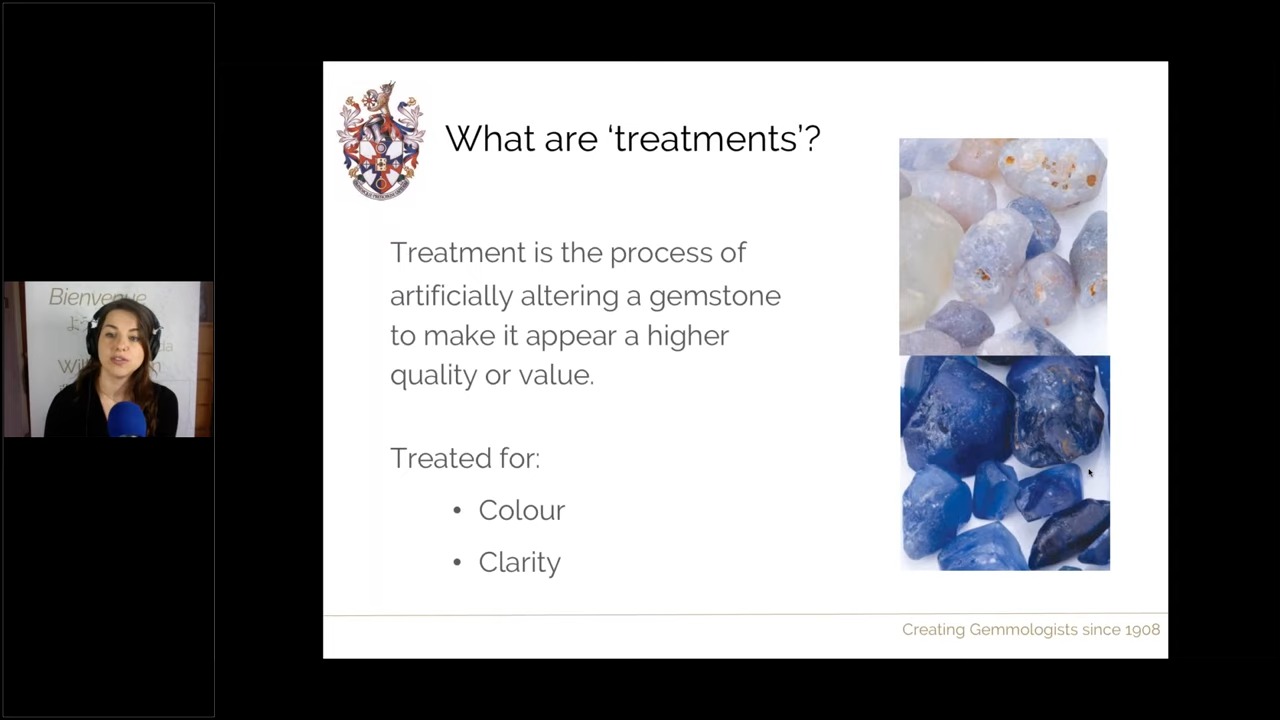 What are ‘treatments’?
Treatment is the process of
artificially altering a gemstone
to make it appear a higher
quality or value.
Treated for:
• Colour
• Clarity
Creating Gemmologists since 1908
Bienvenue